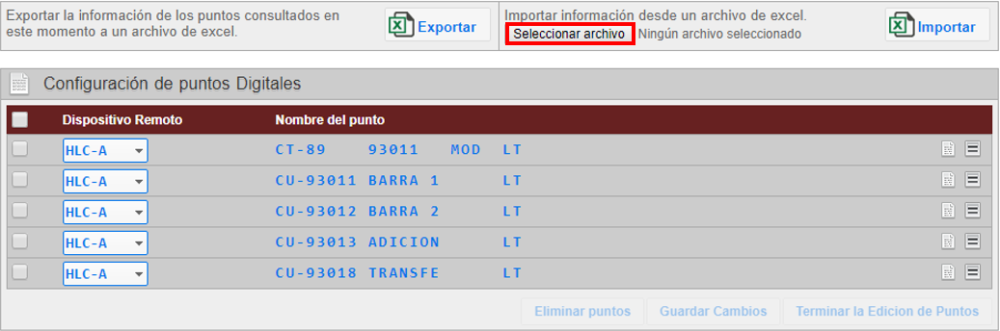 Exportar la información de los puntos consultados en
este momento a un archivo de excel.
Exportar
Importar información desde un archivo de excel.
Seleccionar archivo Ningún archivo seleccionado
Importar
Configuración de puntos Digitales
Dispositivo Remoto Nombre del punto
HLC-A CT-89 93011 MOD LT
HLC-A CU-93011 BARRA 1 LT
HLC-A CU-93012 BARRA 2 LT
HLC-A CU-93013 ADICION LT
HLC-A CU-93018 TRANSFE LT
Eliminar puntos Guardar Cambios Terminar la Edicion de Puntos